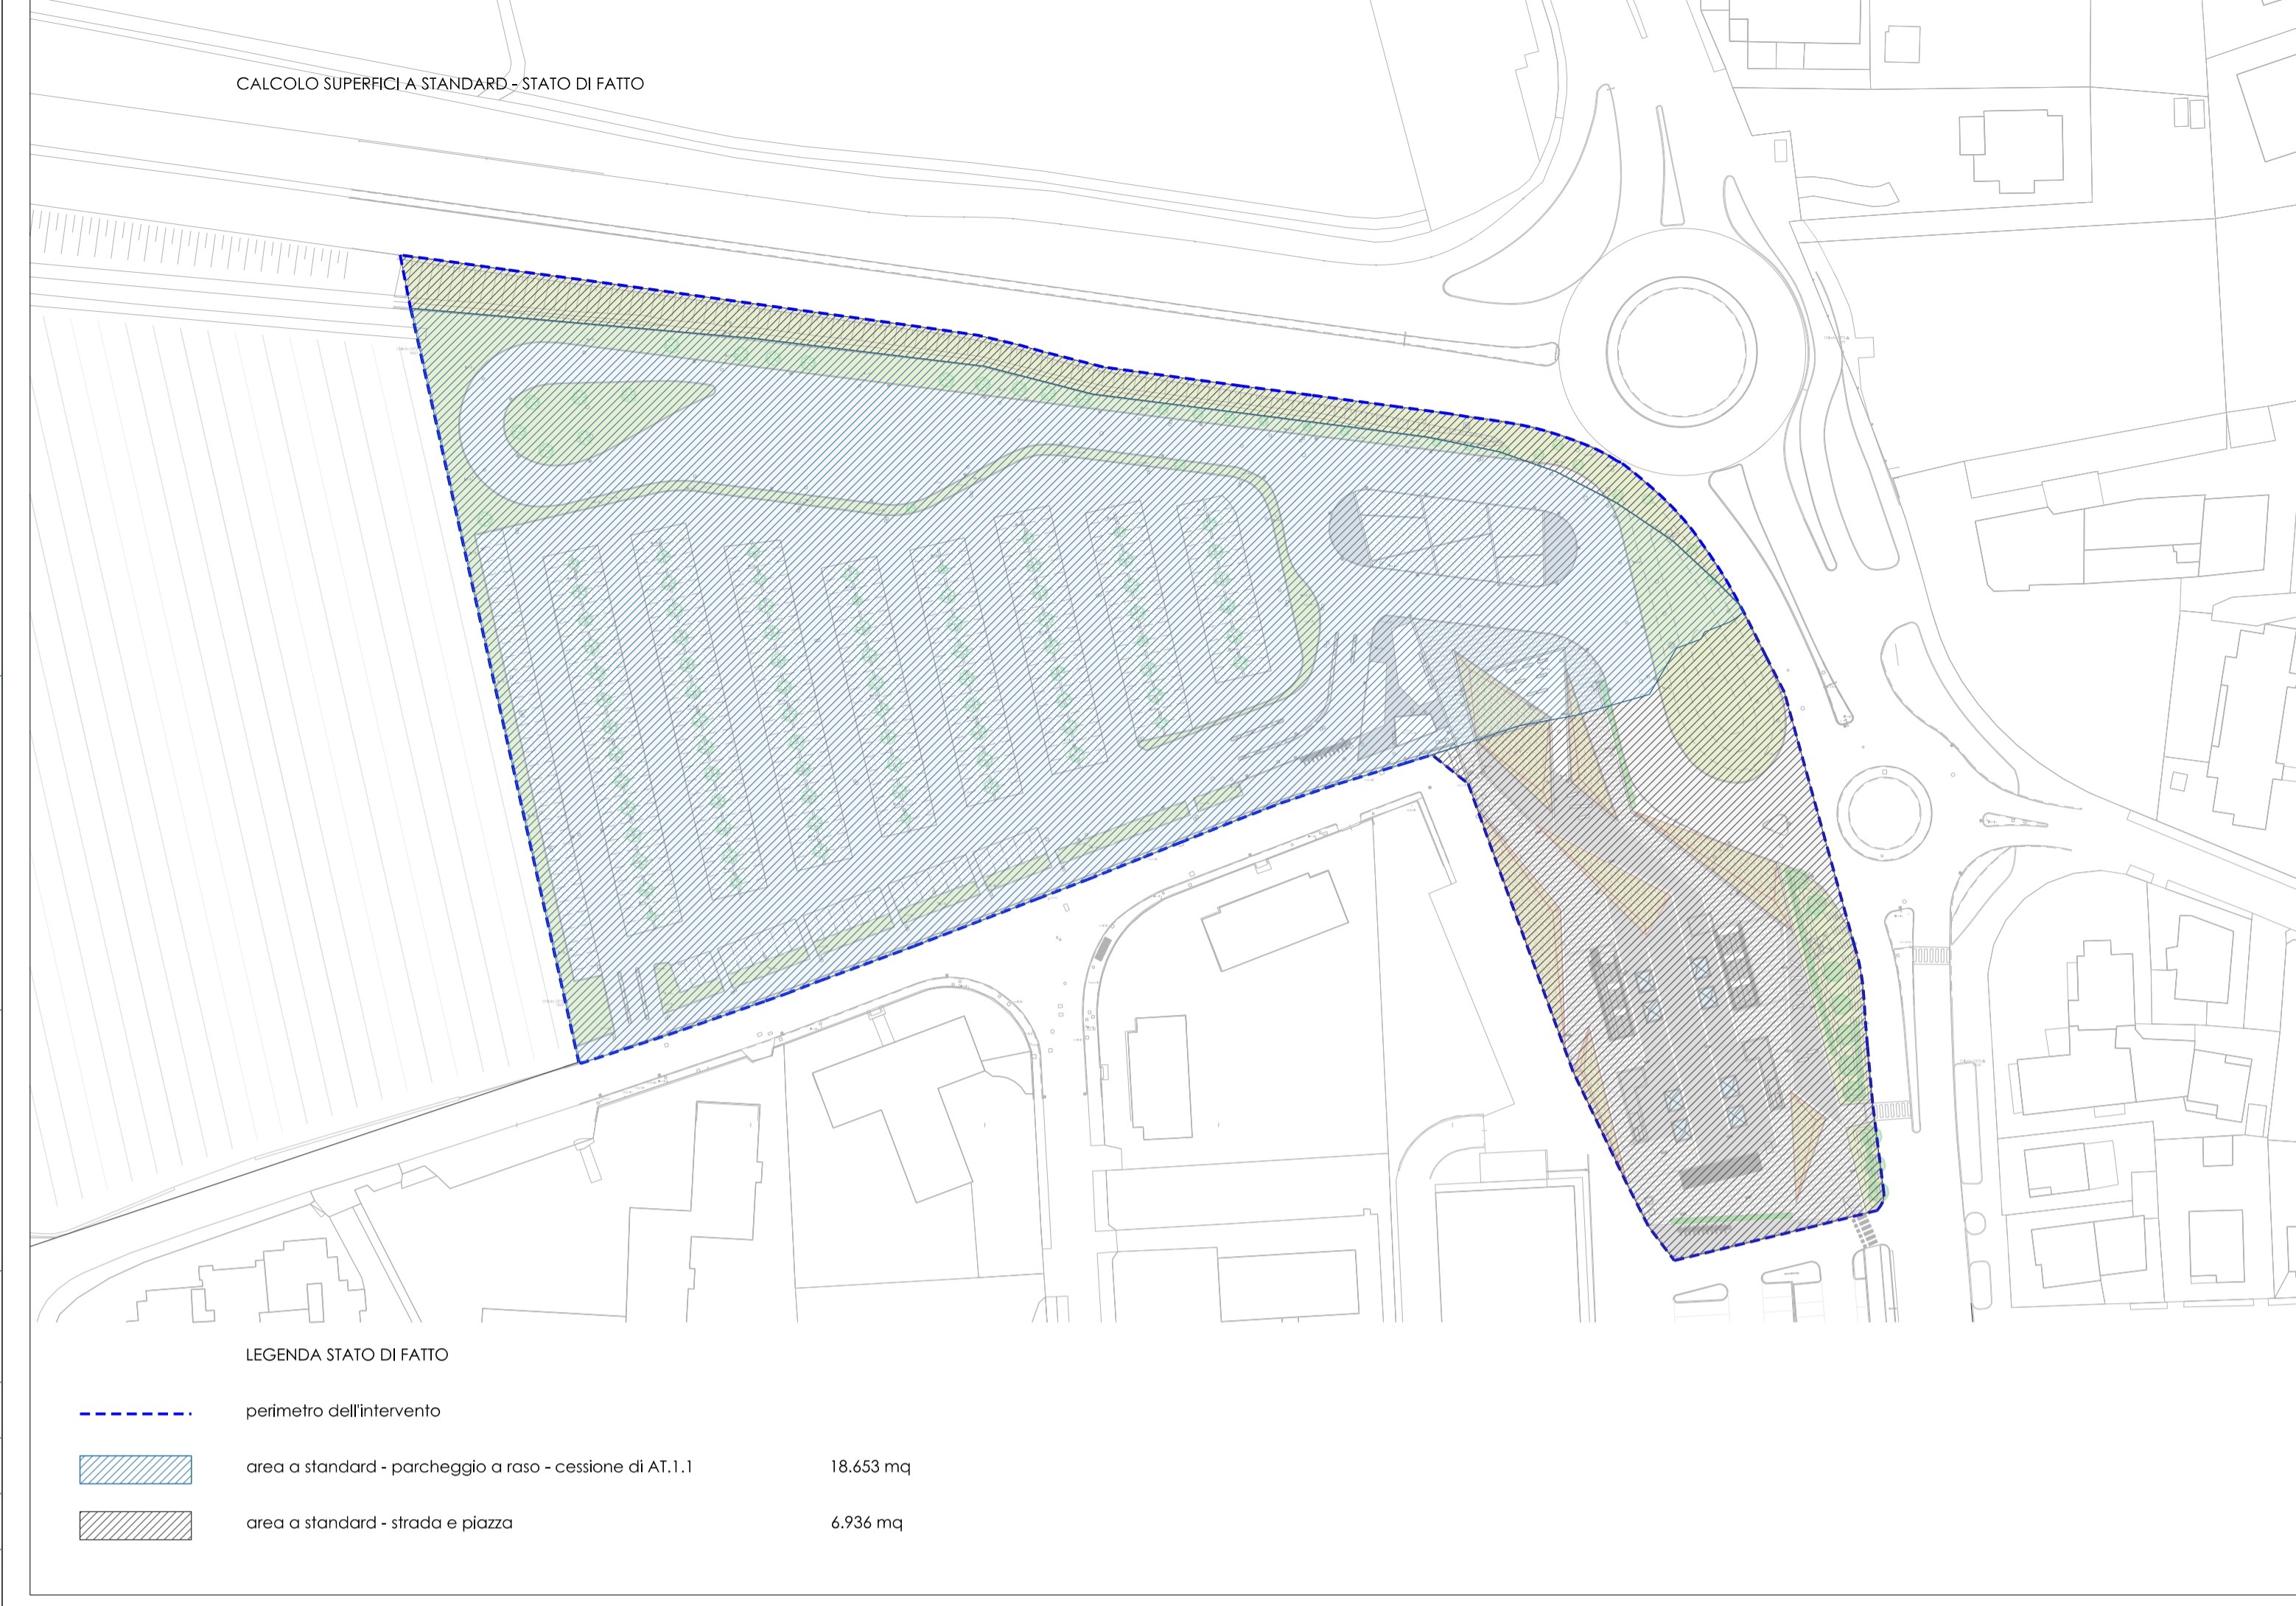 CALCOLO SUPERFICI A STANDARD - STATO DI FATTO
LEGENDA STATO DI FATTO
perimetro dell'intervento
area a standard - parcheggio a raso - cessione di AT.1.1 18.653 mq
area a standard - strada e piazza 6.936 mq